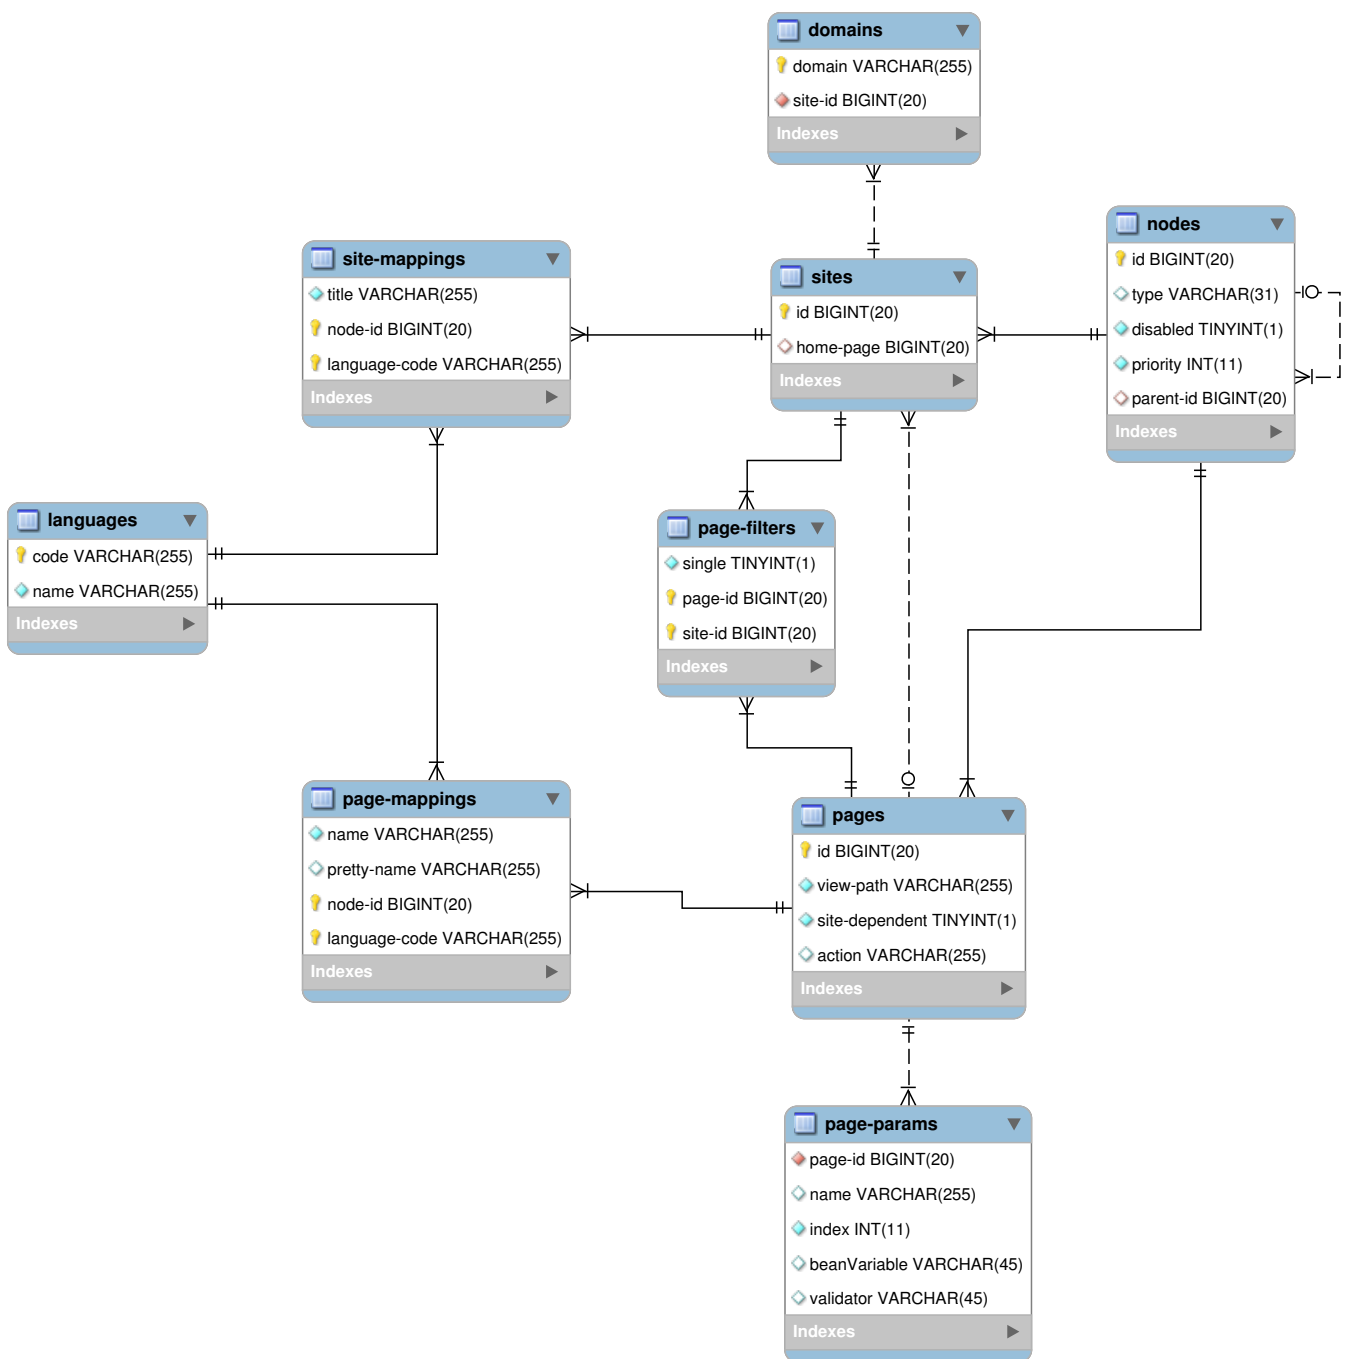 domains
domain VARCHAR(255)
site-id BIGINT(20)
Indexes
nodes
id BIGINT(20)
type VARCHAR(31)
disabled TINYINT(1)
priority INT(11)
parent-id BIGINT(20)
Indexes
site-mappings
title VARCHAR(255)
node-id BIGINT(20)
language-code VARCHAR(255)
Indexes
sites
id BIGINT(20)
home-page BIGINT(20)
Indexes
languages
code VARCHAR(255)
name VARCHAR(255)
Indexes
page-filters
single TINYINT(1)
page-id BIGINT(20)
site-id BIGINT(20)
Indexes
page-mappings
name VARCHAR(255)
pretty-name VARCHAR(255)
node-id BIGINT(20)
language-code VARCHAR(255)
Indexes
pages
id BIGINT(20)
view-path VARCHAR(255)
site-dependent TINYINT(1)
action VARCHAR(255)
Indexes
page-params
page-id BIGINT(20)
name VARCHAR(255)
index INT(11)
beanVariable VARCHAR(45)
validator VARCHAR(45)
Indexes